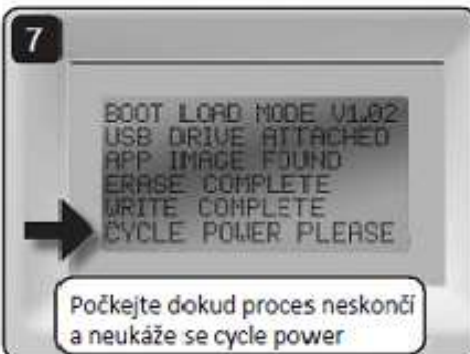 7
BOOT LOAD MODE V1.02
USB DRIVE ATTACHED
APP IMAGE FOUND
ERASE COMPLETE
WRITE COMPLETE
CYCLE POWER PLEASE
Počkejte dokud proces neskončí
a neukáže se cycle power